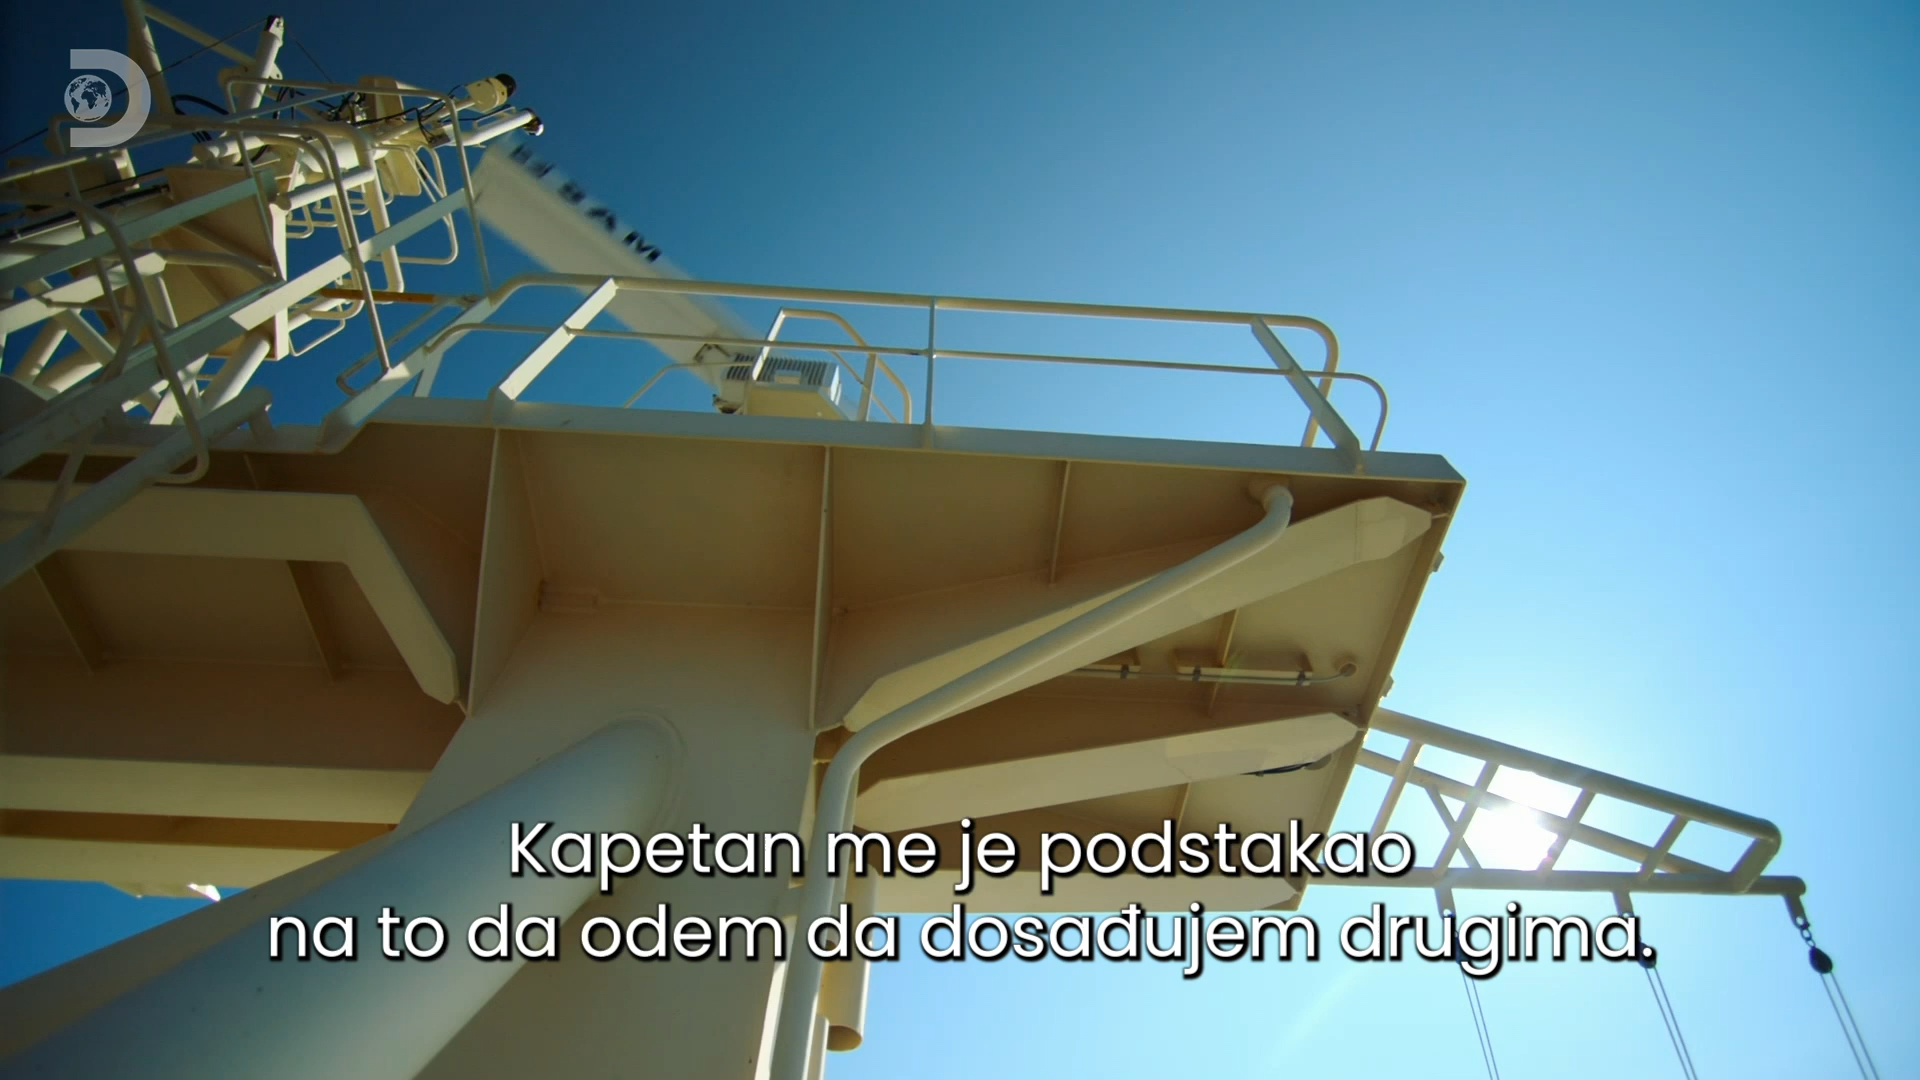 Kapetan me je podstakao
na to da odem da dosađujem drugima.